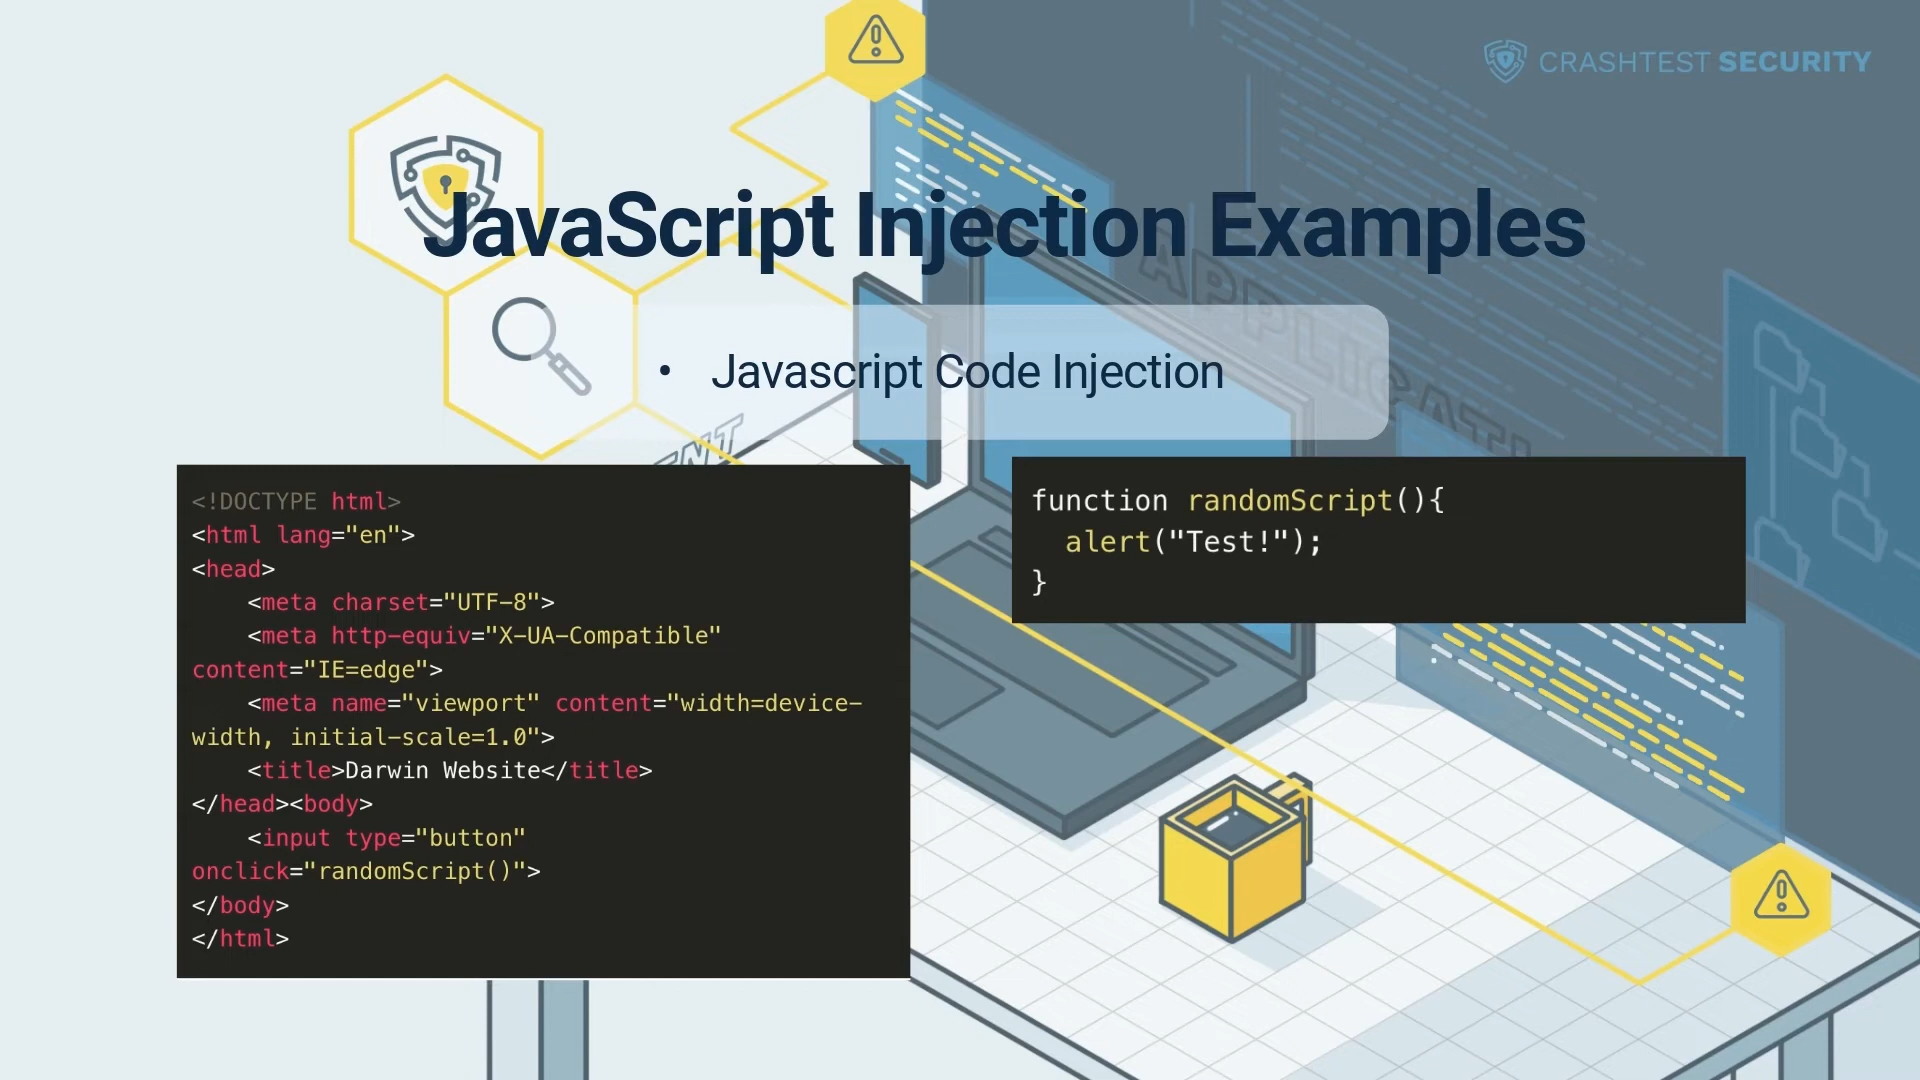 CRASHTEST SECURITY
JavaScript Injection Examples
APPLICATI
• Javascript Code Injection
ENT
<!DOCTYPE html>
<html lang="en">
<head>
    <meta charset="UTF-8">
    <meta http-equiv="X-UA-Compatible"
content="IE=edge">
    <meta name="viewport" content="width=device-
width, initial-scale=1.0">
    <title>Darwin Website</title>
</head><body>
    <input type="button"
onclick="randomScript()">
</body>
</html>
function randomScript(){
  alert("Test!");
}